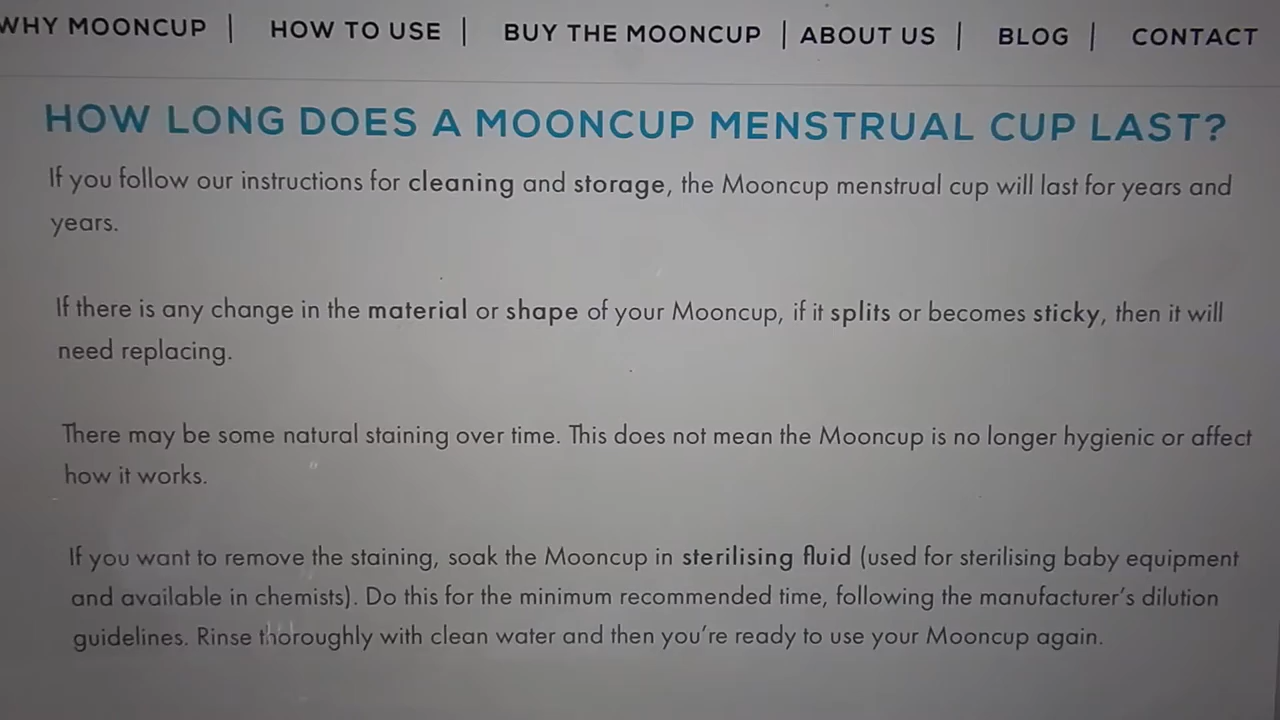 WHY MOONCUP | HOW TO USE | BUY THE MOONCUP | ABOUT US | BLOG | CONTACT
HOW LONG DOES A MOONCUP MENSTRUAL CUP LAST?
If you follow our instructions for cleaning and storage, the Mooncup menstrual cup will last for years and
years.
If there is any change in the material or shape of your Mooncup, if it splits or becomes sticky, then it will
need replacing.
There may be some natural staining over time. This does not mean the Mooncup is no longer hygienic or affect
how it works.
If you want to remove the staining, soak the Mooncup in sterilising fluid (used for sterilising baby equipment
and available in chemists). Do this for the minimum recommended time, following the manufacturer's dilution
guidelines. Rinse thoroughly with clean water and then you're ready to use your Mooncup again.